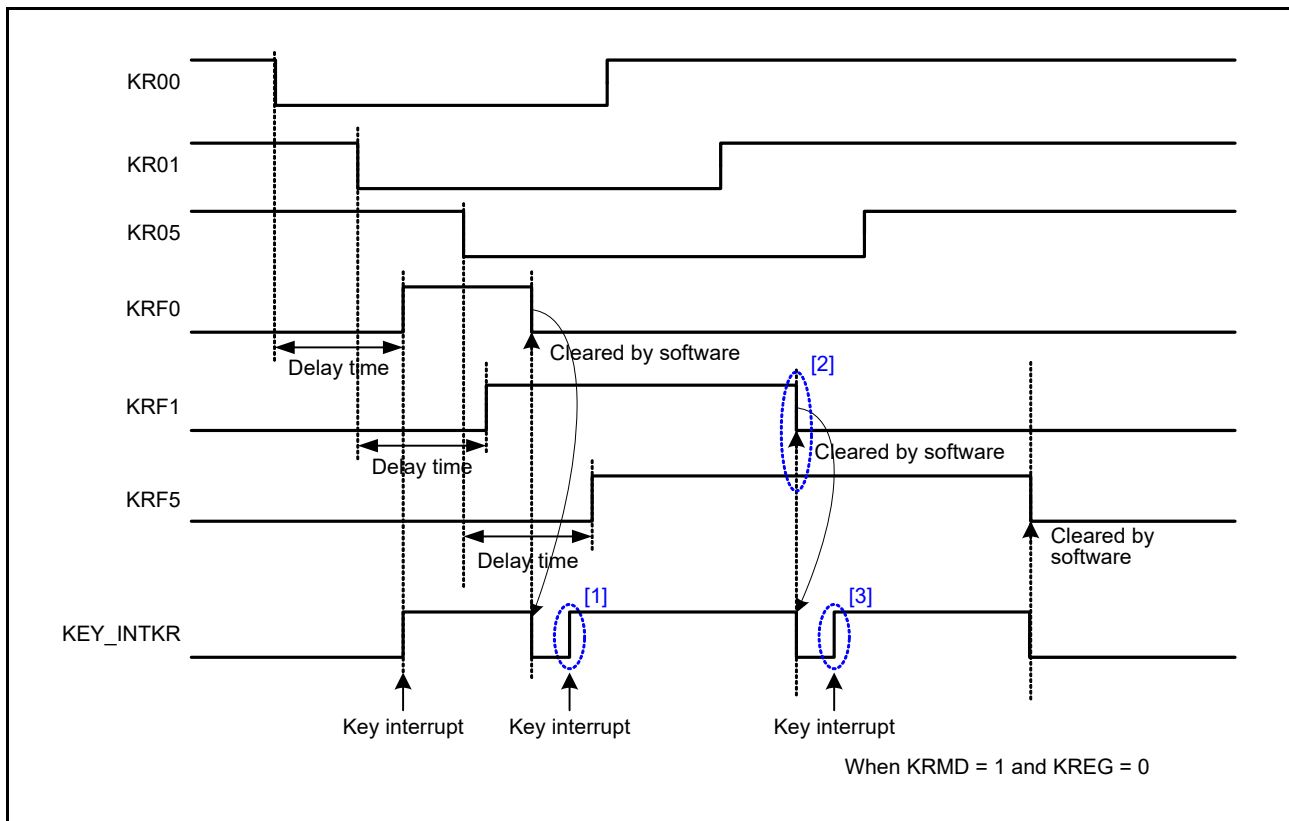 KR00
KR01
KR05
KRF0
Cleared by software
Delay time
[2]
KRF1
Cleared by software
Delay time
KRF5
Cleared by
software
Delay time
[1]
[3]
KEY_INTKR
Key interrupt
Key interrupt
Key interrupt
When KRMD = 1 and KREG = 0